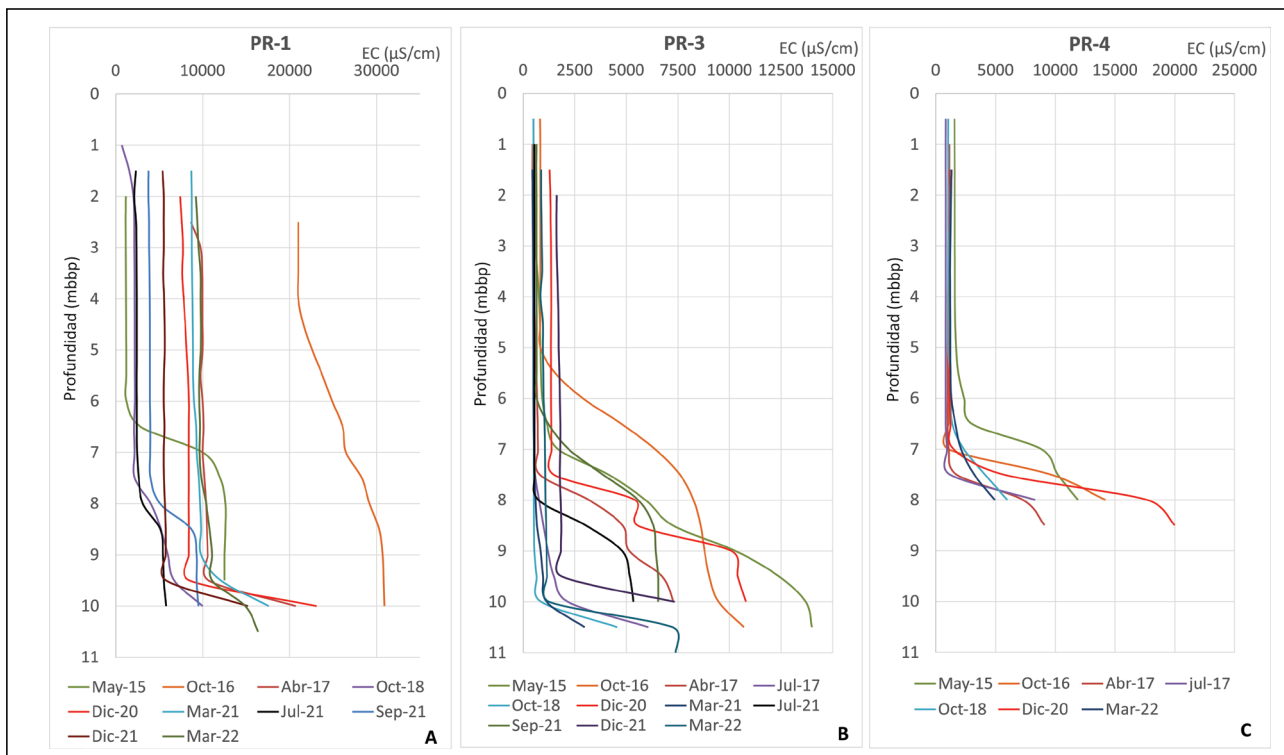 PR-1
EC (µS/cm)
0 10000 20000 30000
Profundidad (mbbp)
0
1
2
3
4
5
6
7
8
9
10
11
May-15 Oct-16 Abr-17 Oct-18
Dic-20 Mar-21 Jul-21 Sep-21
Dic-21 Mar-22
A
PR-3
EC (µS/cm)
0 2500 5000 7500 10000 12500 15000
Profundidad (mbbp)
0
1
2
3
4
5
6
7
8
9
10
11
May-15 Oct-16 Abr-17 Jul-17
Oct-18 Dic-20 Mar-21 Jul-21
Sep-21 Dic-21 Mar-22
B
PR-4
EC (µS/cm)
0 5000 10000 15000 20000 25000
Profundidad (mbbp)
0
1
2
3
4
5
6
7
8
9
10
11
May-15 Oct-16 Abr-17 jul-17
Oct-18 Dic-20 Mar-22
C